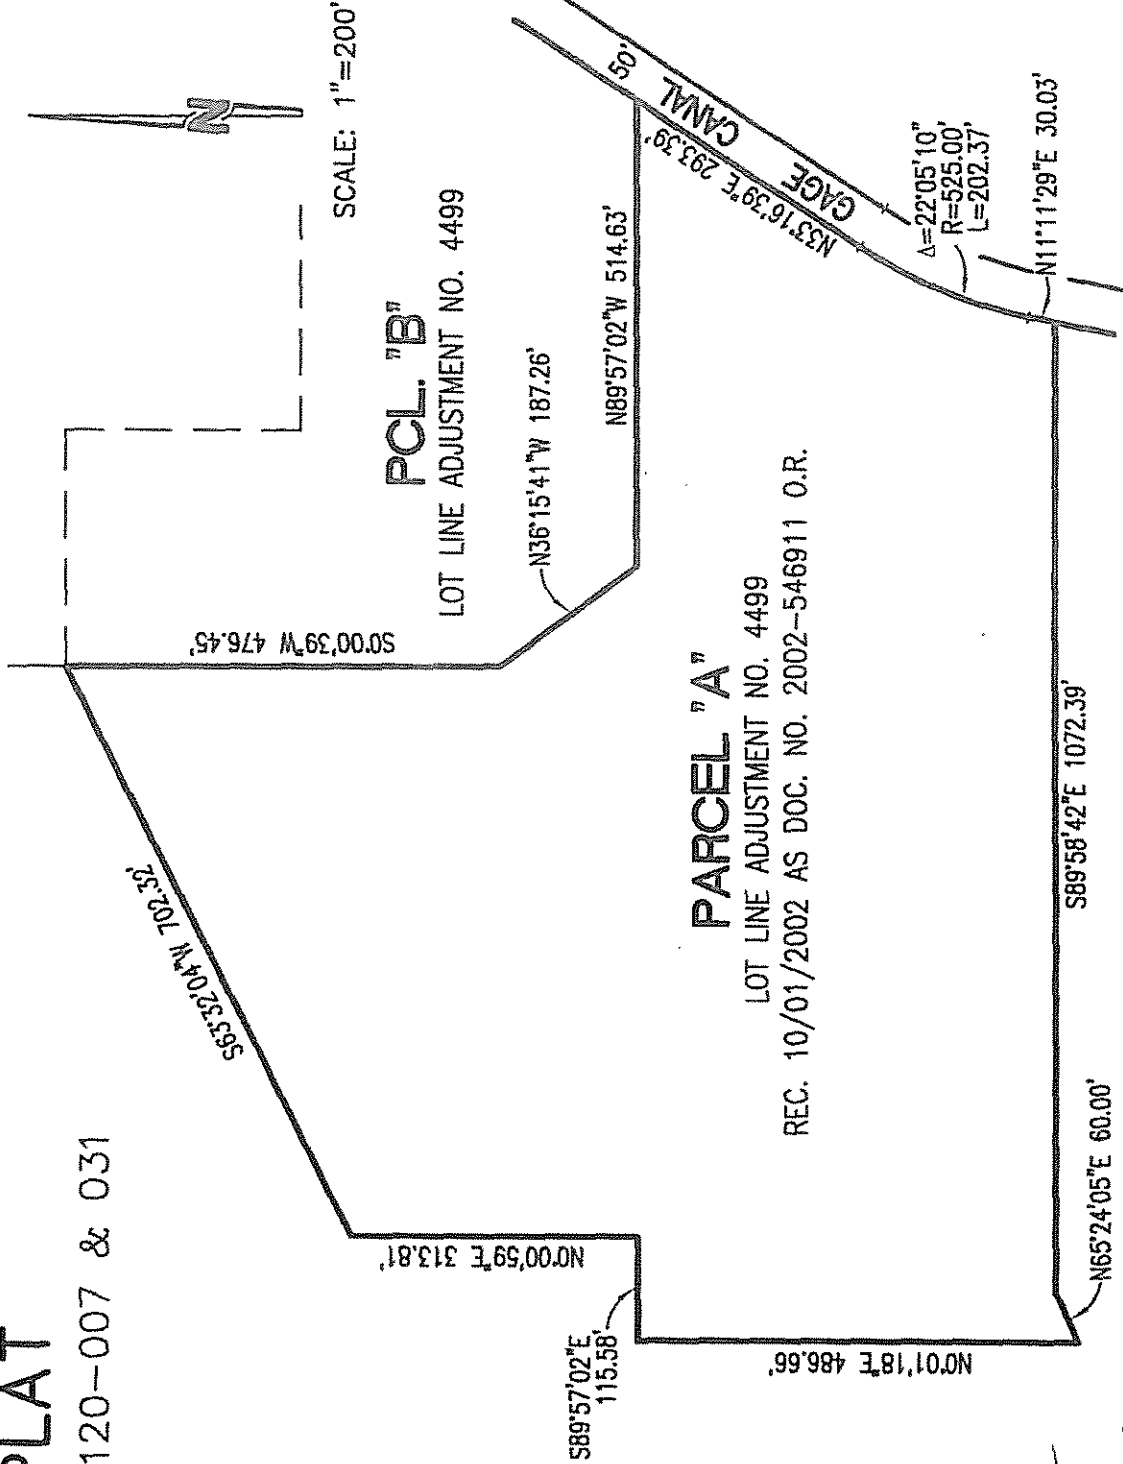 PLAT
120-007 & 031
N
SCALE: 1"=200'
PCL. "B"
LOT LINE ADJUSTMENT NO. 4499
S0°00'39"W 476.45'
N36°15'41"W 187.26'
N89°57'02"W 514.63'
50'
GAGE CANAL
N33°16'39"E 293.39'
Δ=22°05'10"
R=525.00'
L=202.37'
N11°11'29"E 30.03'
S63°32'04"W 702.32'
N0°00'59"E 313.81'
S89°57'02"E
115.58'
N0°01'18"E 486.66'
PARCEL "A"
LOT LINE ADJUSTMENT NO. 4499
REC. 10/01/2002 AS DOC. NO. 2002-546911 O.R.
S89°58'42"E 1072.39'
N65°24'05"E 60.00'